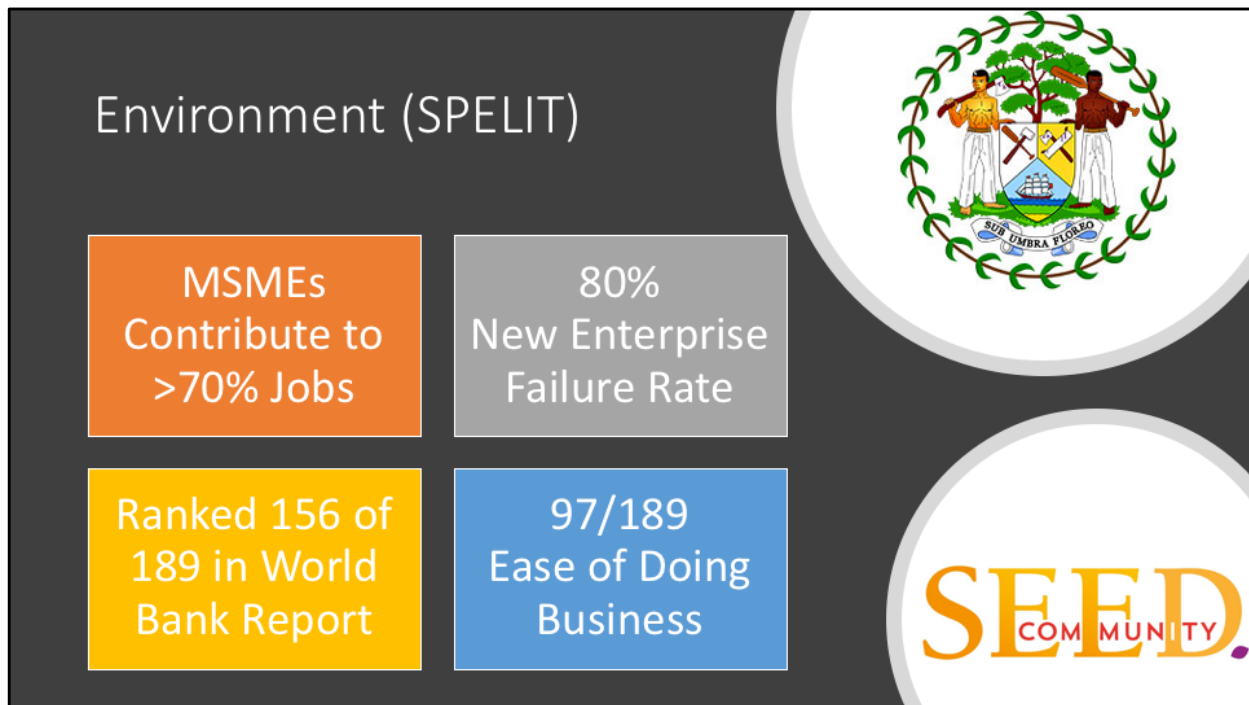 Environment (SPELIT)
MSMEs
Contribute to
>70% Jobs
80%
New Enterprise
Failure Rate
Ranked 156 of
189 in World
Bank Report
97/189
Ease of Doing
Business
SUB UMBRA FLOREO
SEED
COMMUNITY